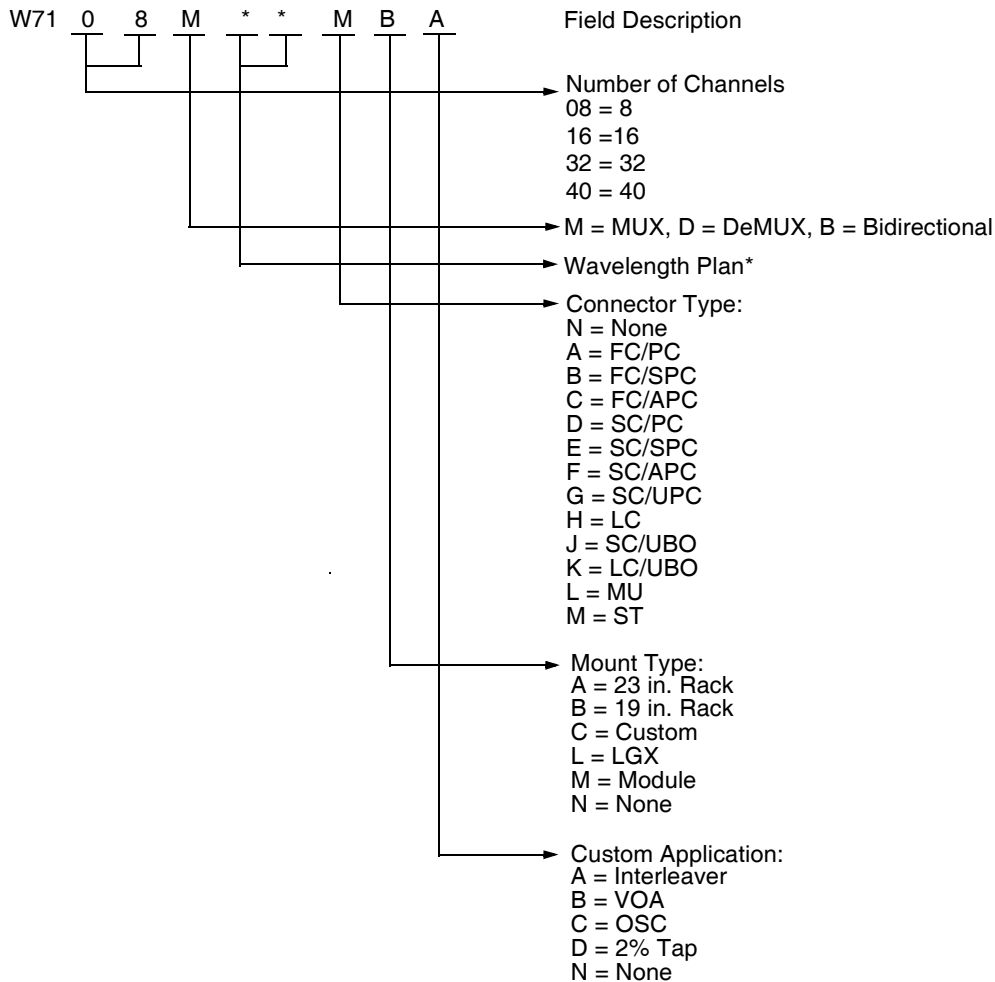 W71 0 8 M * * M B A Field Description
Number of Channels
08 = 8
16 =16
32 = 32
40 = 40
M = MUX, D = DeMUX, B = Bidirectional
Wavelength Plan*
Connector Type:
N = None
A = FC/PC
B = FC/SPC
C = FC/APC
D = SC/PC
E = SC/SPC
F = SC/APC
G = SC/UPC
H = LC
J = SC/UBO
K = LC/UBO
L = MU
M = ST
Mount Type:
A = 23 in. Rack
B = 19 in. Rack
C = Custom
L = LGX
M = Module
N = None
Custom Application:
A = Interleaver
B = VOA
C = OSC
D = 2% Tap
N = None